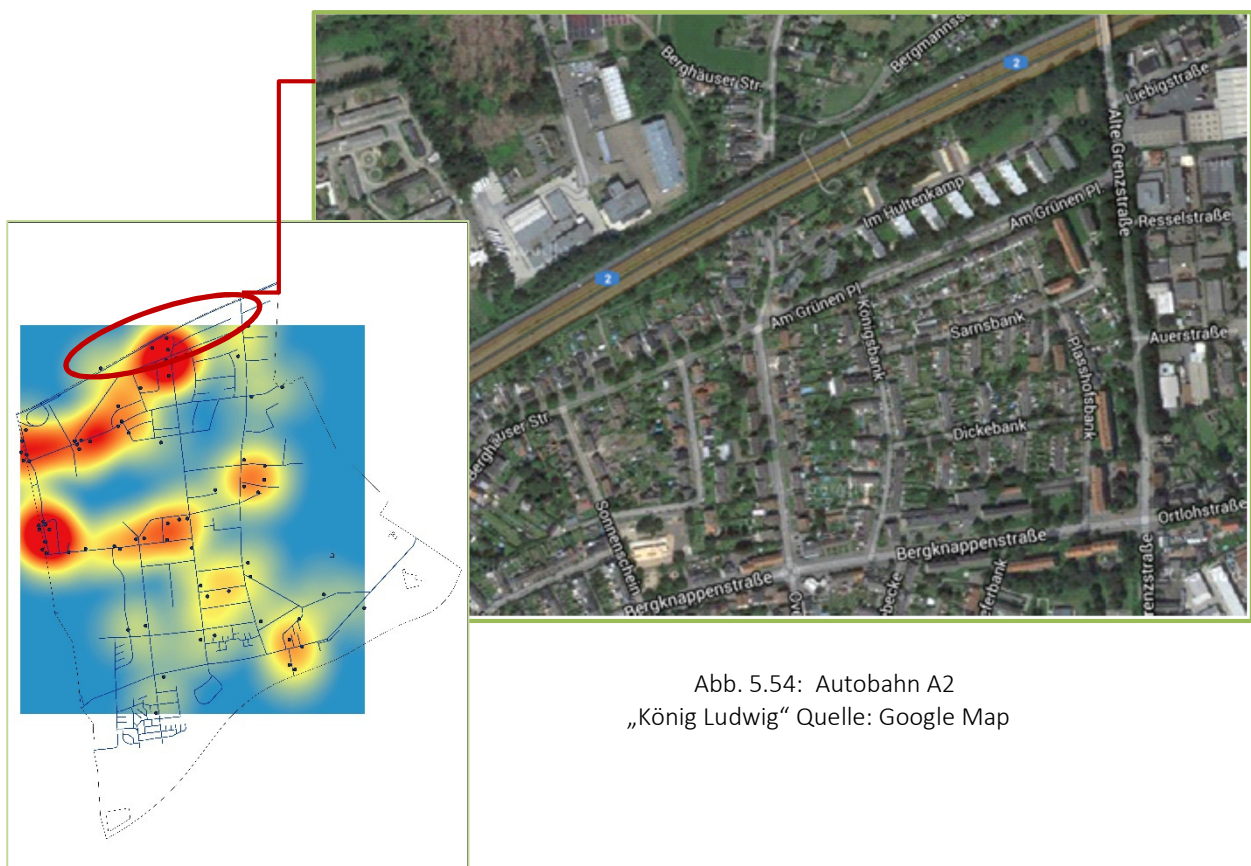 Berghäuser Str.
Bergmannss
2
Liebigstraße
Alte Grenzstraße
Im Hultenkamp
Am Grünen Pl.
Resselstraße
2
Am Grünen Pl.
Königsbank
Sarnsbank
Auerstraße
Plasshofsbank
Berghäuser Str.
Dickebank
Sonnenschein
Ortlohstraße
Bergknappenstraße
Bergknappenstraße
renzstraße
Abb. 5.54: Autobahn A2
„König Ludwig“ Quelle: Google Map